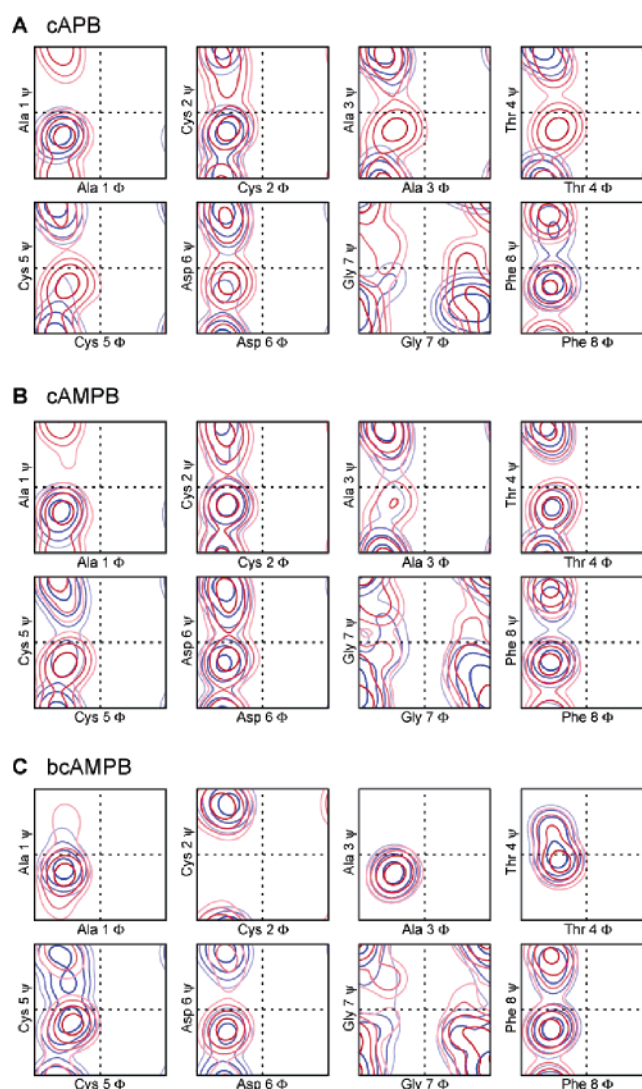 A cAPB
Ala 1 Ψ
Cys 2 Ψ
Ala 3 Ψ
Thr 4 Ψ
Ala 1 Φ
Cys 2 Φ
Ala 3 Φ
Thr 4 Φ
Cys 5 Ψ
Asp 6 Ψ
Gly 7 Ψ
Phe 8 Ψ
Cys 5 Φ
Asp 6 Φ
Gly 7 Φ
Phe 8 Φ
B cAMPB
Ala 1 Ψ
Cys 2 Ψ
Ala 3 Ψ
Thr 4 Ψ
Ala 1 Φ
Cys 2 Φ
Ala 3 Φ
Thr 4 Φ
Cys 5 Ψ
Asp 6 Ψ
Gly 7 Ψ
Phe 8 Ψ
Cys 5 Φ
Asp 6 Φ
Gly 7 Φ
Phe 8 Φ
C bcAMPB
Ala 1 Ψ
Cys 2 Ψ
Ala 3 Ψ
Thr 4 Ψ
Ala 1 Φ
Cys 2 Φ
Ala 3 Φ
Thr 4 Φ
Cys 5 Ψ
Asp 6 Ψ
Gly 7 Ψ
Phe 8 Ψ
Cys 5 Φ
Asp 6 Φ
Gly 7 Φ
Phe 8 Φ